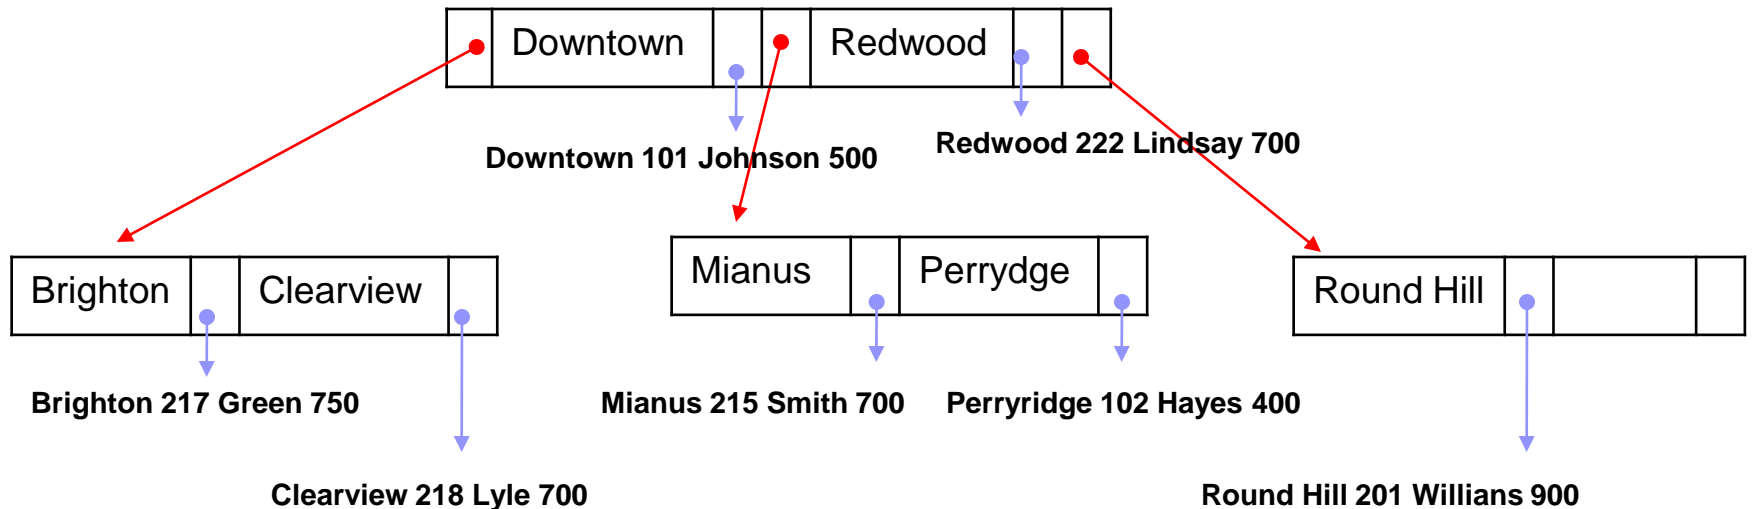 Downtown
Redwood
Downtown 101 Johnson 500
Redwood 222 Lindsay 700
Brighton
Clearview
Mianus
Perrydge
Round Hill
Brighton 217 Green 750
Mianus 215 Smith 700
Perryridge 102 Hayes 400
Clearview 218 Lyle 700
Round Hill 201 Willians 900